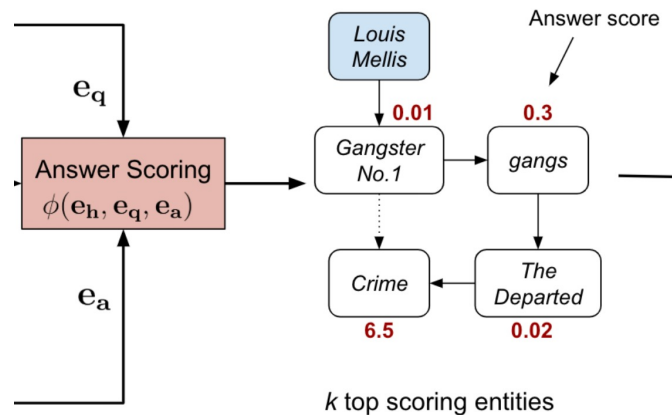 Louis
Mellis
Answer score
e_q
0.01
0.3
Answer Scoring
ϕ(e_h, e_q, e_a)
Gangster
No.1
gangs
e_a
Crime
The
Departed
6.5
0.02
k top scoring entities